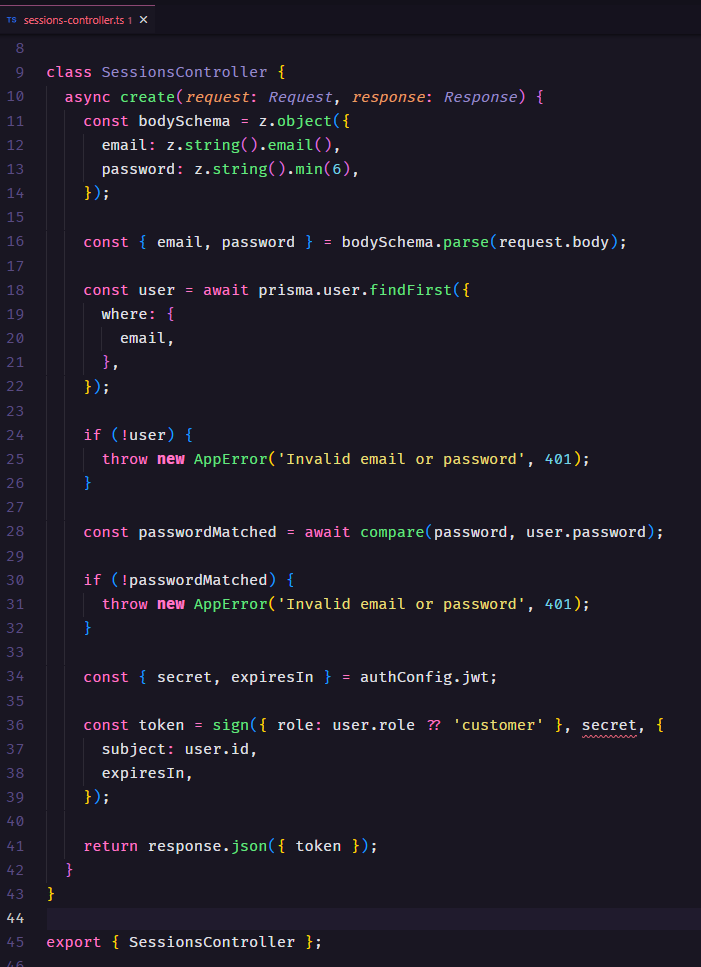 TS sessions-controller.ts 1 ×
8
9 class SessionsController {
10 async create(request: Request, response: Response) {
11 const bodySchema = z.object({
12 email: z.string().email(),
13 password: z.string().min(6),
14 });
15
16 const { email, password } = bodySchema.parse(request.body);
17
18 const user = await prisma.user.findFirst({
19 where: {
20 email,
21 },
22 });
23
24 if (!user) {
25 throw new AppError('Invalid email or password', 401);
26 }
27
28 const passwordMatched = await compare(password, user.password);
29
30 if (!passwordMatched) {
31 throw new AppError('Invalid email or password', 401);
32 }
33
34 const { secret, expiresIn } = authConfig.jwt;
35
36 const token = sign({ role: user.role ?? 'customer' }, secret, {
37 subject: user.id,
38 expiresIn,
39 });
40
41 return response.json({ token });
42 }
43 }
44
45 export { SessionsController };
46